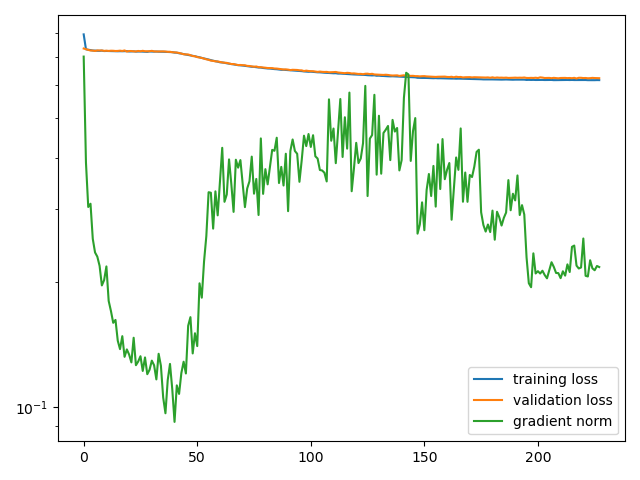 10⁻¹
0 50 100 150 200
training loss
validation loss
gradient norm